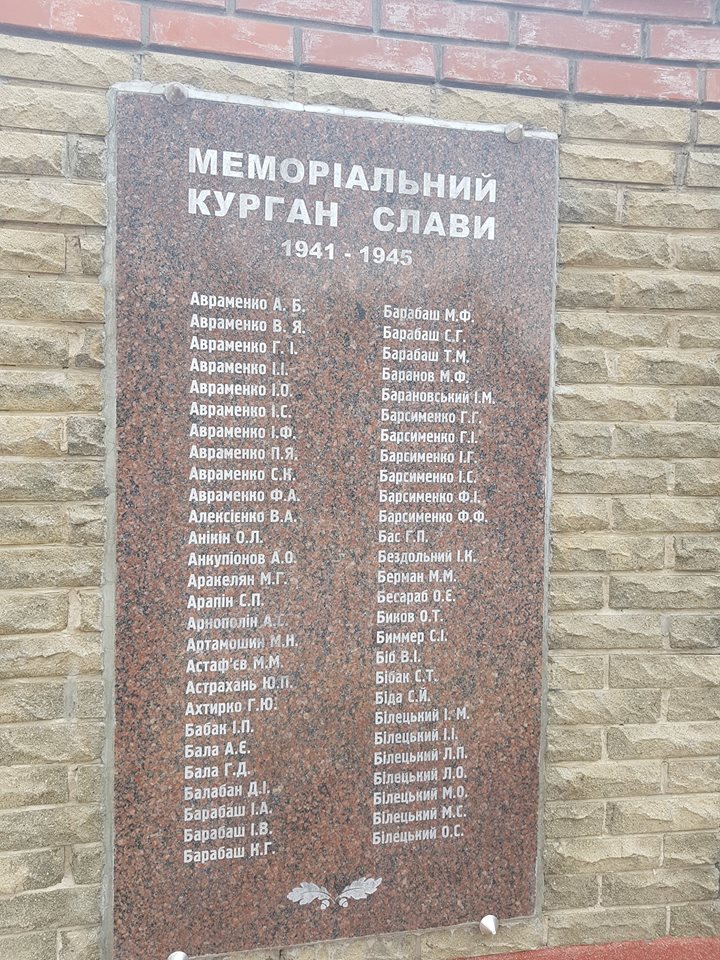 МЕМОРІАЛЬНИЙ
КУРГАН СЛАВИ
1941 - 1945
Авраменко А. Б.
Авраменко В. Я.
Авраменко Г. І.
Авраменко І.І.
Авраменко І.О.
Авраменко І.С.
Авраменко І.Ф.
Авраменко П.Я.
Авраменко С.К.
Авраменко Ф.А.
Алексієнко В.А.
Анікін О.Л.
Анкупіонов А.О.
Аракелян М.Г.
Арапін С.П.
Арнополін А.С.
Артамошин М.Н.
Астаф'єв М.М.
Астрахань Ю.П.
Ахтирко Г.Ю.
Бабак І.П.
Бала А.Є.
Бала Г.Д.
Балабан Д.І.
Барабаш І.А.
Барабаш І.В.
Барабаш К.Г.
Барабаш М.Ф.
Барабаш С.Г.
Барабаш Т.М.
Баранов М.Ф.
Барановський І.М.
Барсименко Г.Г.
Барсименко Г.І.
Барсименко І.Г.
Барсименко І.С.
Барсименко Ф.І.
Барсименко Ф.Ф.
Бас Г.П.
Бездольний І.К.
Берман М.М.
Бесараб О.Є.
Биков О.Т.
Биммер С.І.
Біб В.І.
Бібак С.Т.
Біда С.Й.
Білецький І. М.
Білецький І.І.
Білецький Л.П.
Білецький Л.О.
Білецький М.О.
Білецький М.С.
Білецький О.С.